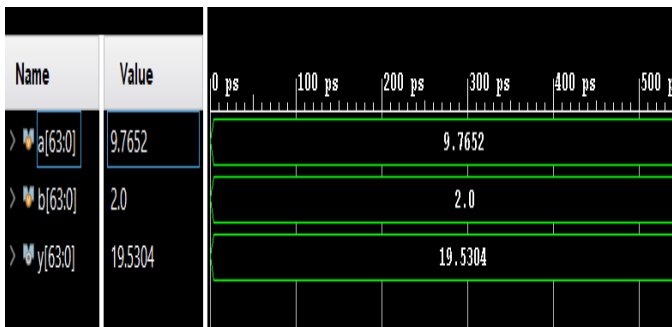 Name Value
0 ps 100 ps 200 ps 300 ps 400 ps 500 p
a[63:0] 9.7652 9.7652
b[63:0] 2.0 2.0
y[63:0] 19.5304 19.5304